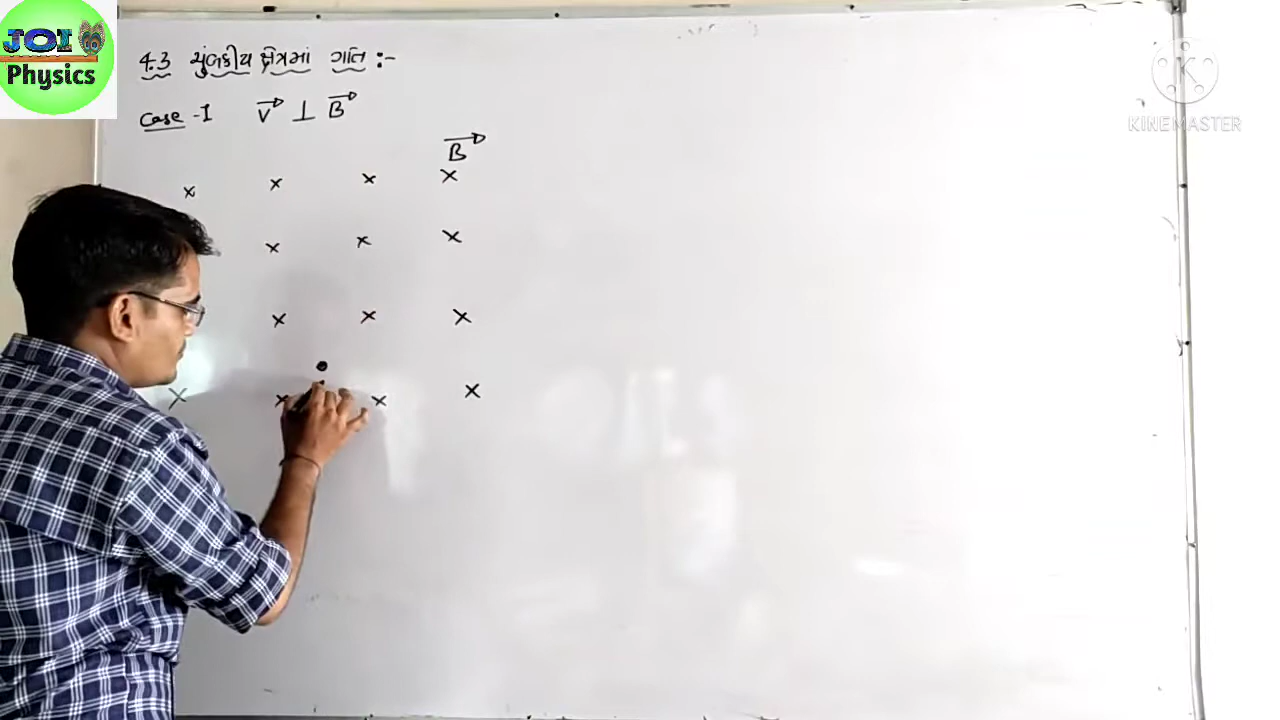 JOI
Physics
4.3 ચુંબકીય ક્ષેત્રમાં ગતિ :-
Case - I V ⊥ B
B
× × × ×
× × ×
× × ×
× × × ×
K
KINEMASTER